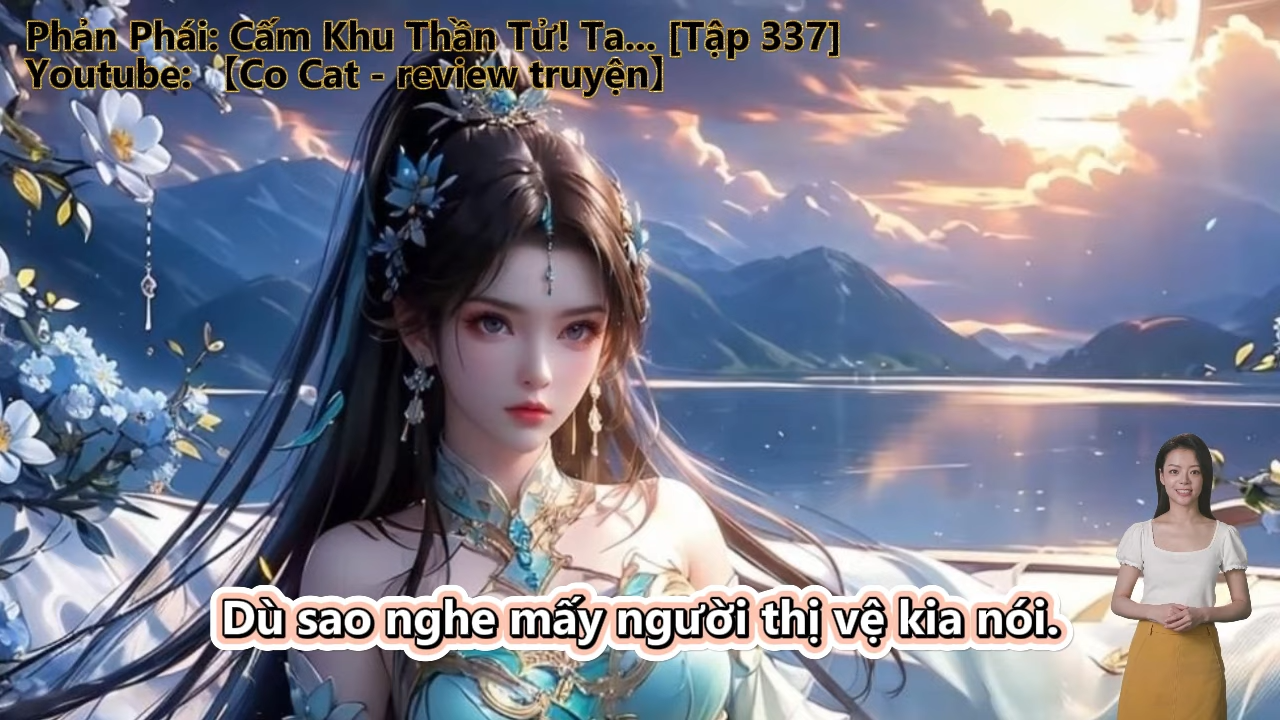 Phản Phái: Cấm Khu Thần Tử! Ta... [Tập 337]
Youtube: 【Co Cat - review truyện】
Dù sao nghe mấy người thị vệ kia nói.